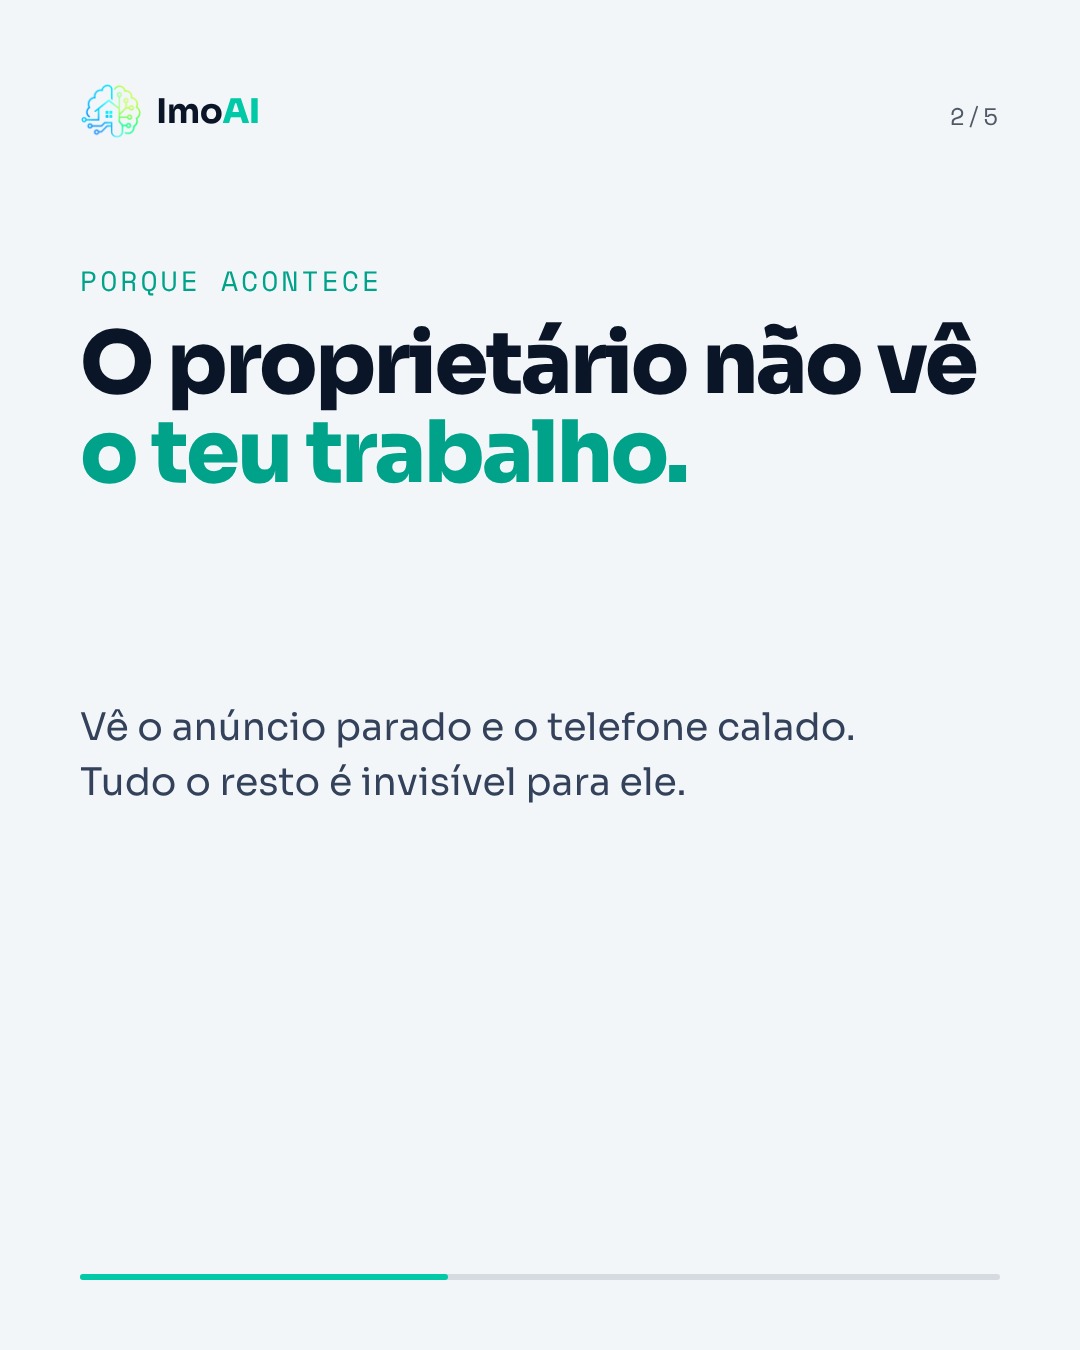 ImoAI
2 / 5
PORQUE ACONTECE
O proprietário não vê
o teu trabalho.
Vê o anúncio parado e o telefone calado.
Tudo o resto é invisível para ele.